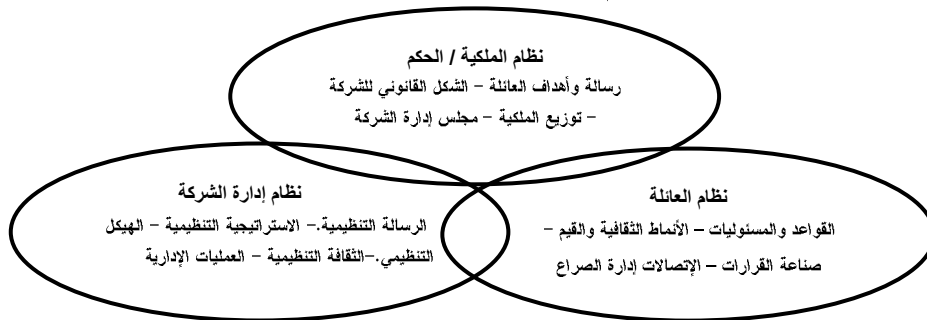 نظام الملكية / الحكم
رسالة وأهداف العائلة – الشكل القانوني للشركة
– توزيع الملكية – مجلس إدارة الشركة
نظام العائلة
القواعد والمسئوليات – الأنماط الثقافية والقيم –
صناعة القرارات – الإتصالات إدارة الصراع
نظام إدارة الشركة
الرسالة التنظيمية.– الاستراتيجية التنظيمية – الهيكل
التنظيمي.–الثقافة التنظيمية – العمليات الإدارية